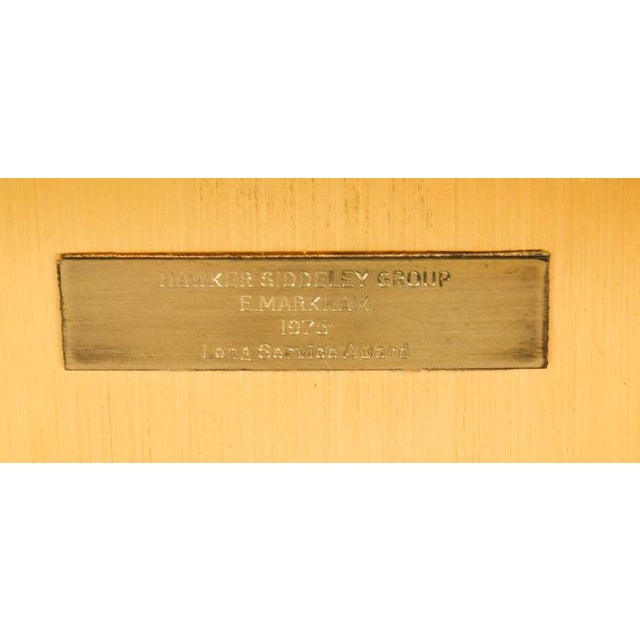 HAWKER SIDDELEY GROUP
E.MARKHAM
1975
Long Service Award